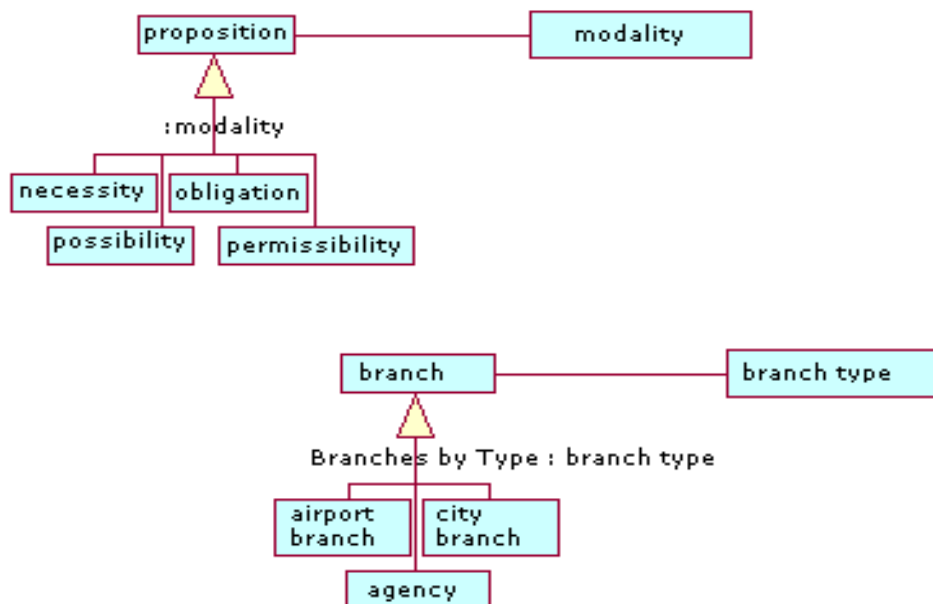 proposition
modality
:modality
necessity
obligation
possibility
permissibility
branch
branch type
Branches by Type : branch type
airport
branch
city
branch
agency